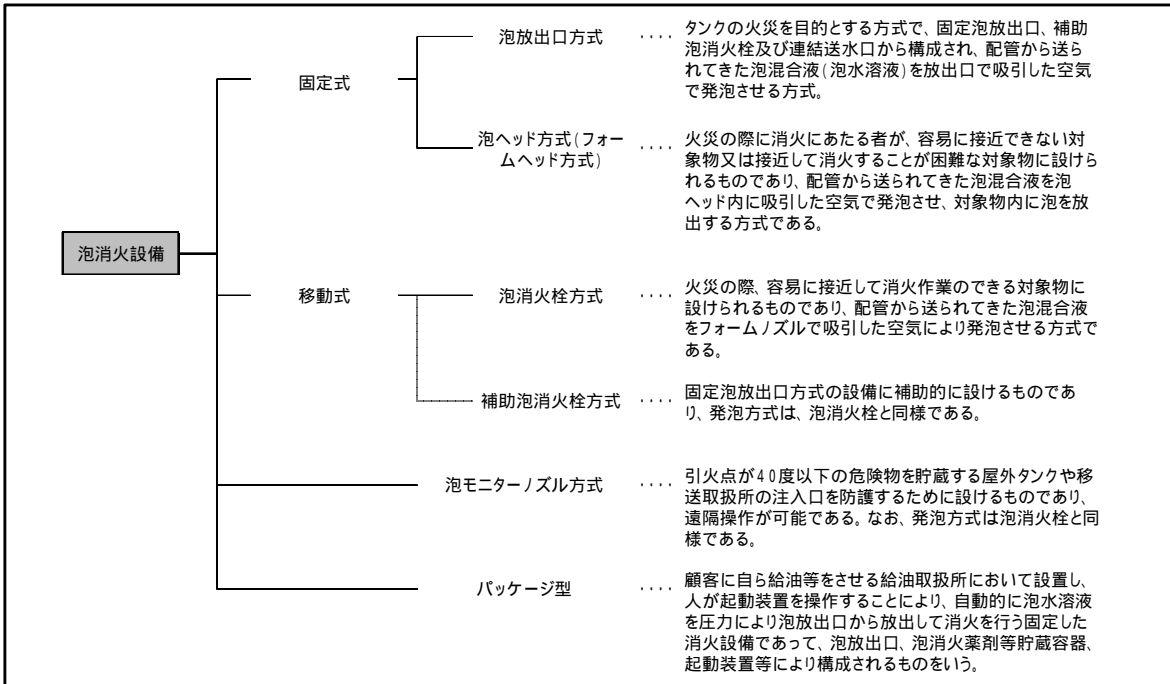 泡消火設備
固定式
泡放出口方式
‥‥
タンクの火災を目的とする方式で、固定泡放出口、補助
泡消火栓及び連結送水口から構成され、配管から送ら
れてきた泡混合液(泡水溶液)を放出口で吸引した空気
で発泡させる方式。
泡ヘッド方式(フォー
ムヘッド方式)
‥‥
火災の際に消火にあたる者が、容易に接近できない対
象物又は接近して消火することが困難な対象物に設けら
れるものであり、配管から送られてきた泡混合液を泡
ヘッド内に吸引した空気で発泡させ、対象物内に泡を放
出する方式である。
移動式
泡消火栓方式
‥‥
火災の際、容易に接近して消火作業のできる対象物に
設けられるものであり、配管から送られてきた泡混合液
をフォームノズルで吸引した空気により発泡させる方式で
ある。
補助泡消火栓方式
‥‥
固定泡放出口方式の設備に補助的に設けるものであ
り、発泡方式は、泡消火栓と同様である。
泡モニターノズル方式
‥‥
引火点が40度以下の危険物を貯蔵する屋外タンクや移
送取扱所の注入口を防護するために設けるものであり、
遠隔操作が可能である。なお、発泡方式は泡消火栓と同
様である。
パッケージ型
‥‥
顧客に自ら給油等をさせる給油取扱所において設置し、
人が起動装置を操作することにより、自動的に泡水溶液
を圧力により泡放出口から放出して消火を行う固定した
消火設備であって、泡放出口、泡消火薬剤等貯蔵容器、
起動装置等により構成されるものをいう。